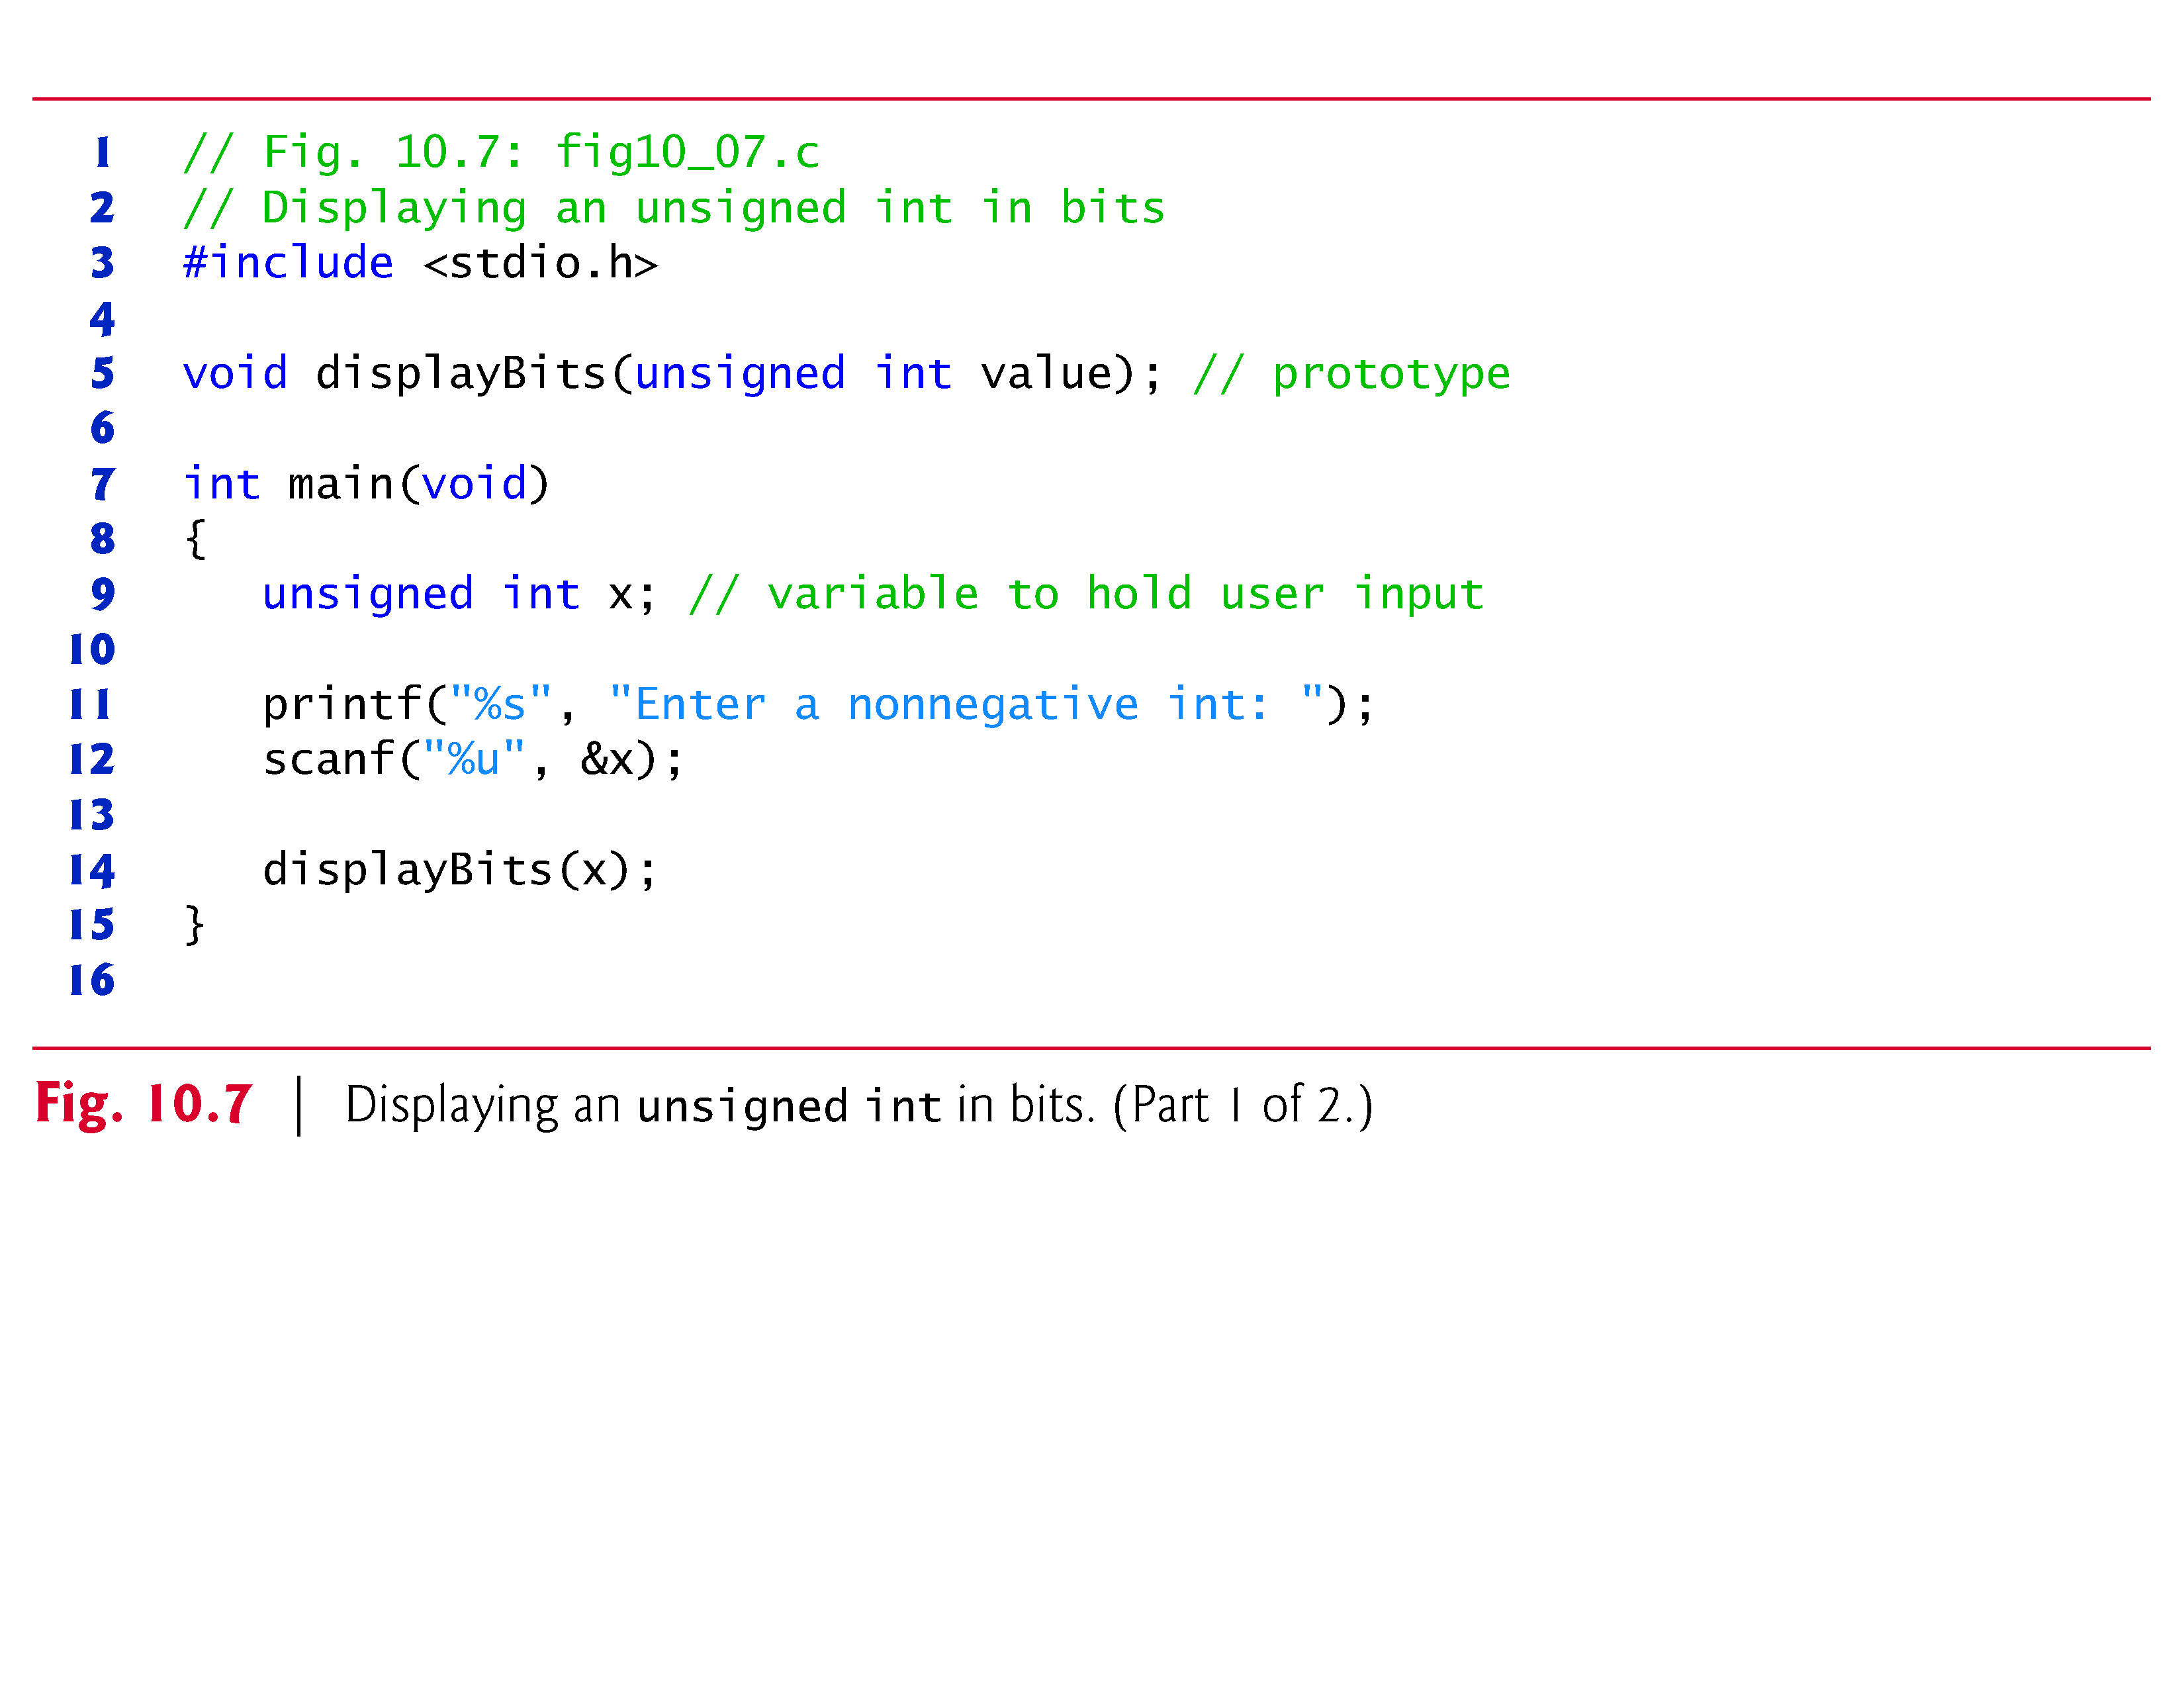 1 // Fig. 10.7: fig10_07.c
2 // Displaying an unsigned int in bits
3 #include <stdio.h>
4
5 void displayBits(unsigned int value); // prototype
6
7 int main(void)
8 {
9    unsigned int x; // variable to hold user input
10
11    printf("%s", "Enter a nonnegative int: ");
12    scanf("%u", &x);
13
14    displayBits(x);
15 }
16
Fig. 10.7 | Displaying an unsigned int in bits. (Part 1 of 2.)